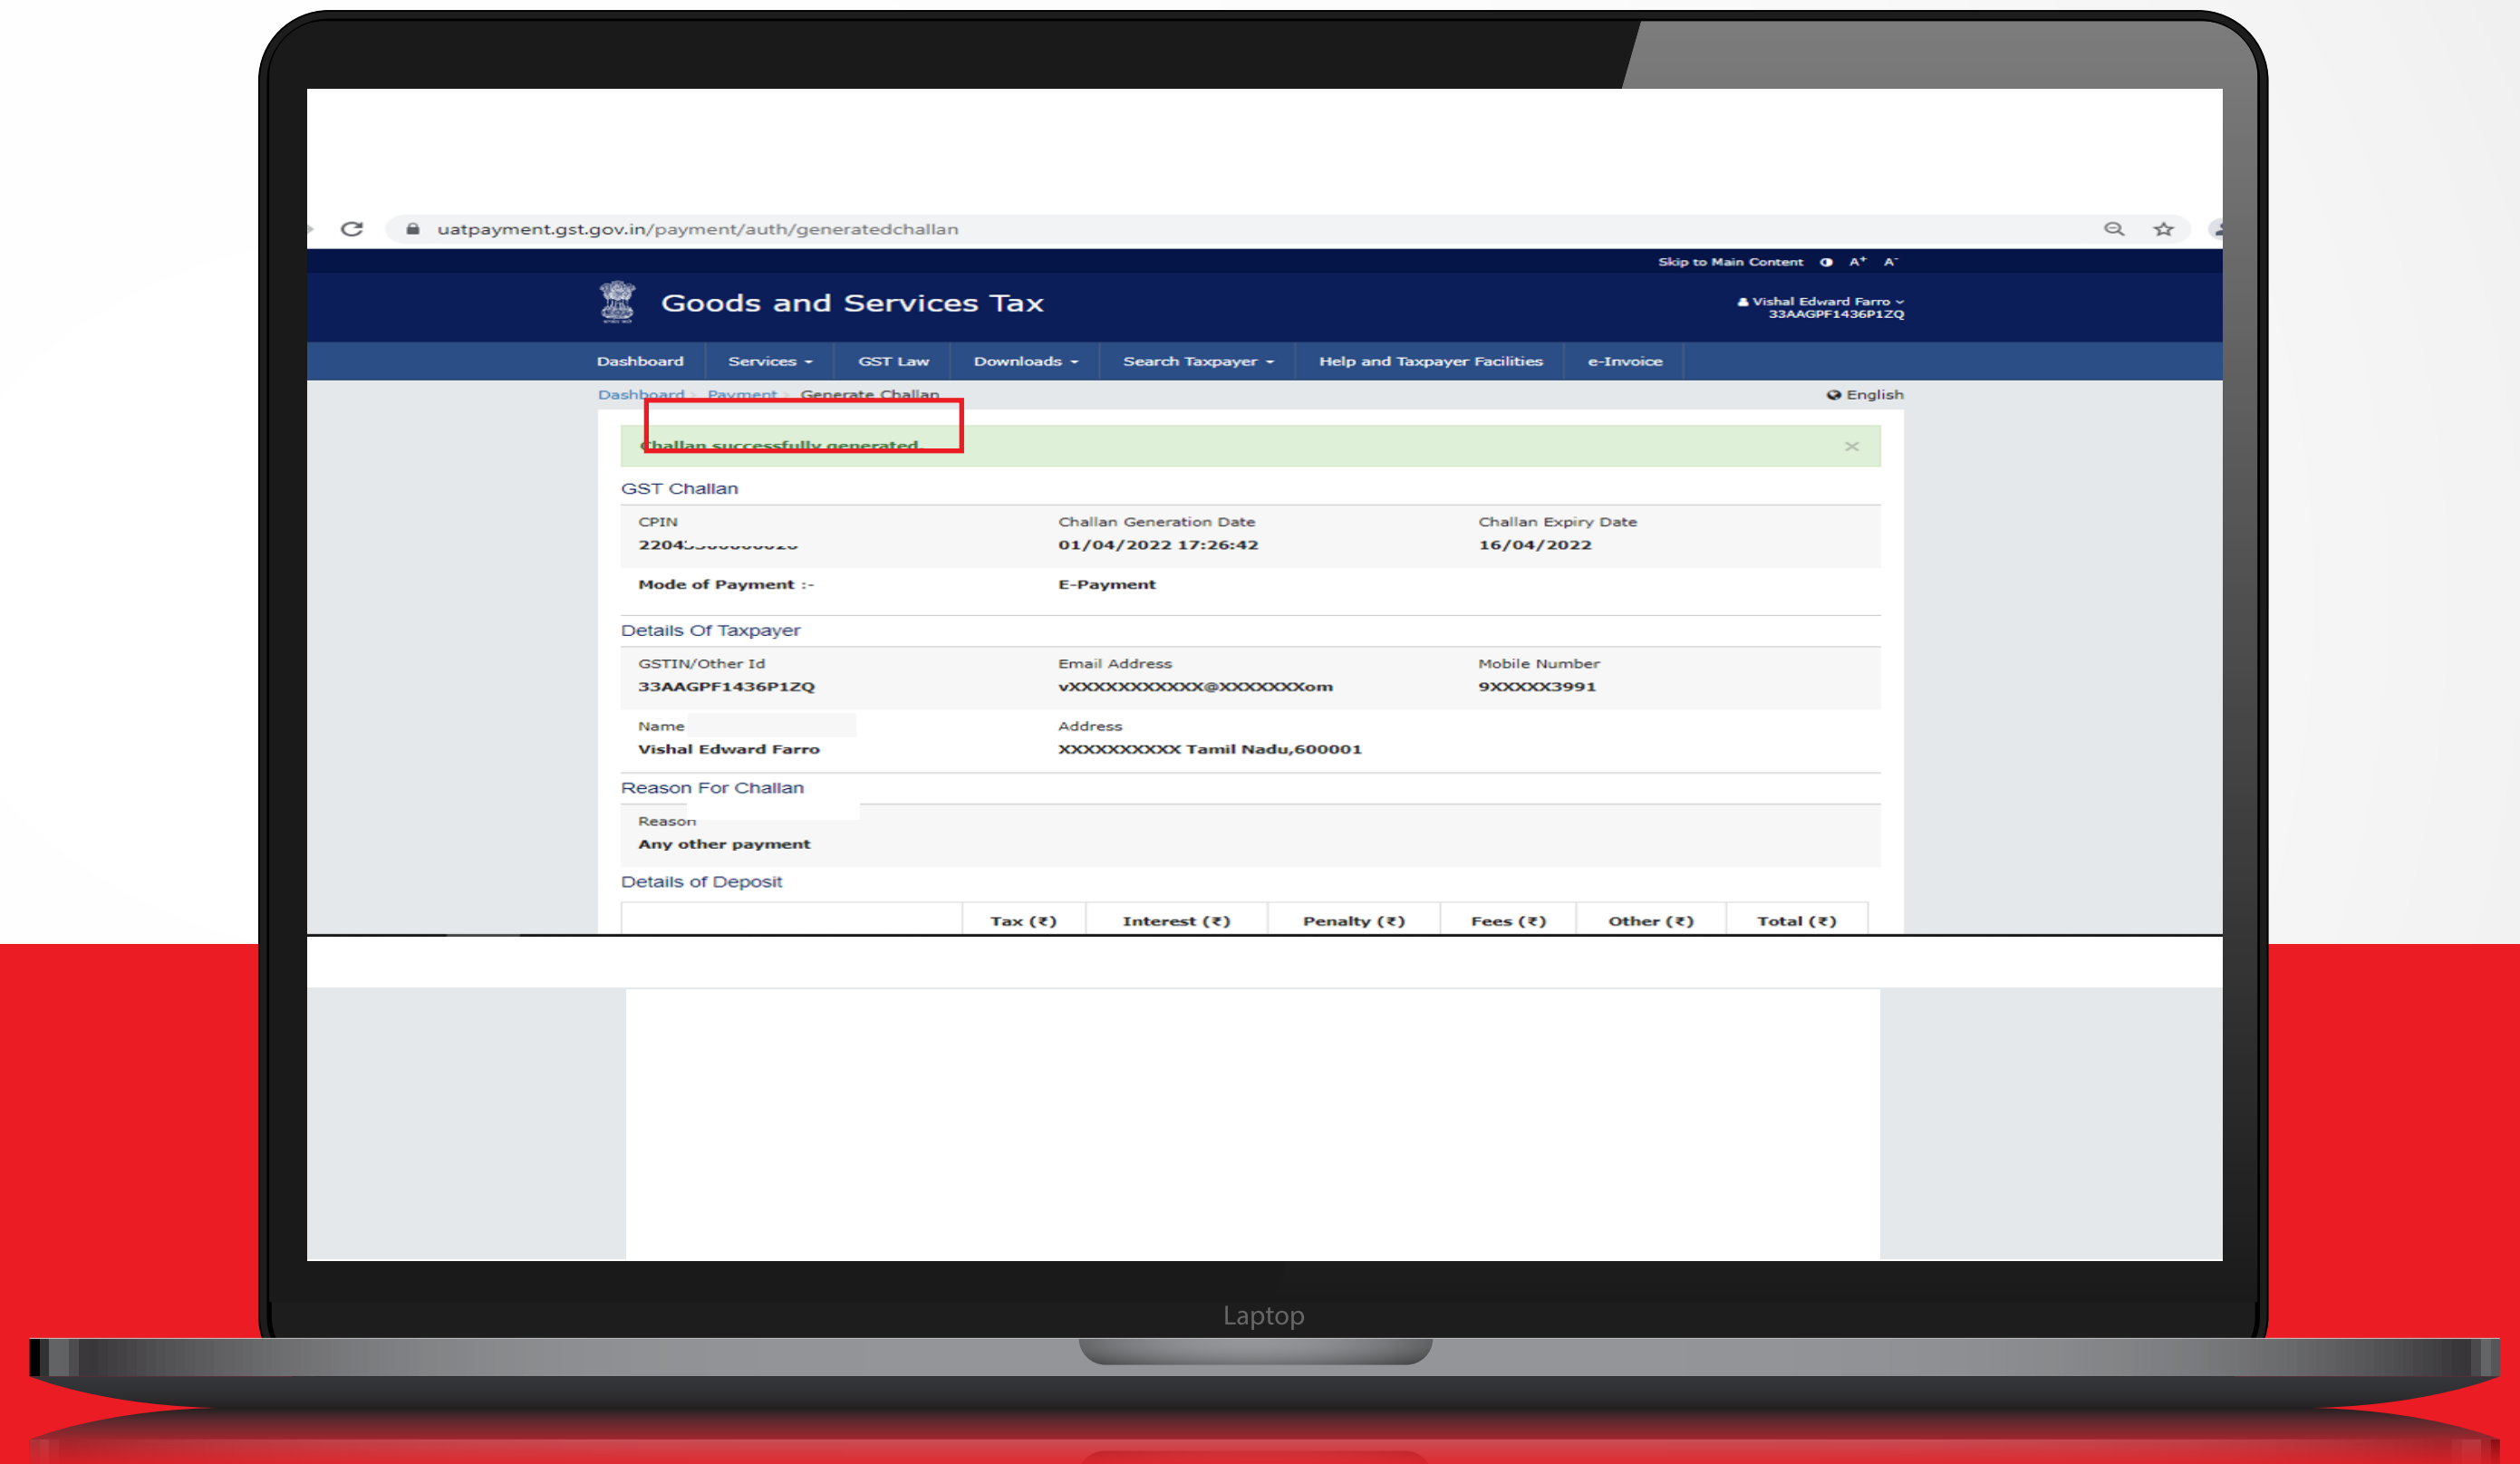 uatpayment.gst.gov.in/payment/auth/generatedchallan
Skip to Main Content A+ A-
Goods and Services Tax
Vishal Edward Farro
33AAGPF1436P1ZQ
Dashboard Services GST Law Downloads Search Taxpayer Help and Taxpayer Facilities e-Invoice
Dashboard Payment Generate Challan English
Challan successfully generated.
GST Challan
CPIN Challan Generation Date Challan Expiry Date
01/04/2022 17:26:42 16/04/2022
Mode of Payment :- E-Payment
Details Of Taxpayer
GSTIN/Other Id Email Address Mobile Number
33AAGPF1436P1ZQ vXXXXXXXXXXX@XXXXXXXom 9XXXXX3991
Name Address
Vishal Edward Farro XXXXXXXXXX Tamil Nadu,600001
Reason For Challan
Reason
Any other payment
Details of Deposit
Tax (₹) Interest (₹) Penalty (₹) Fees (₹) Other (₹) Total (₹)
Laptop